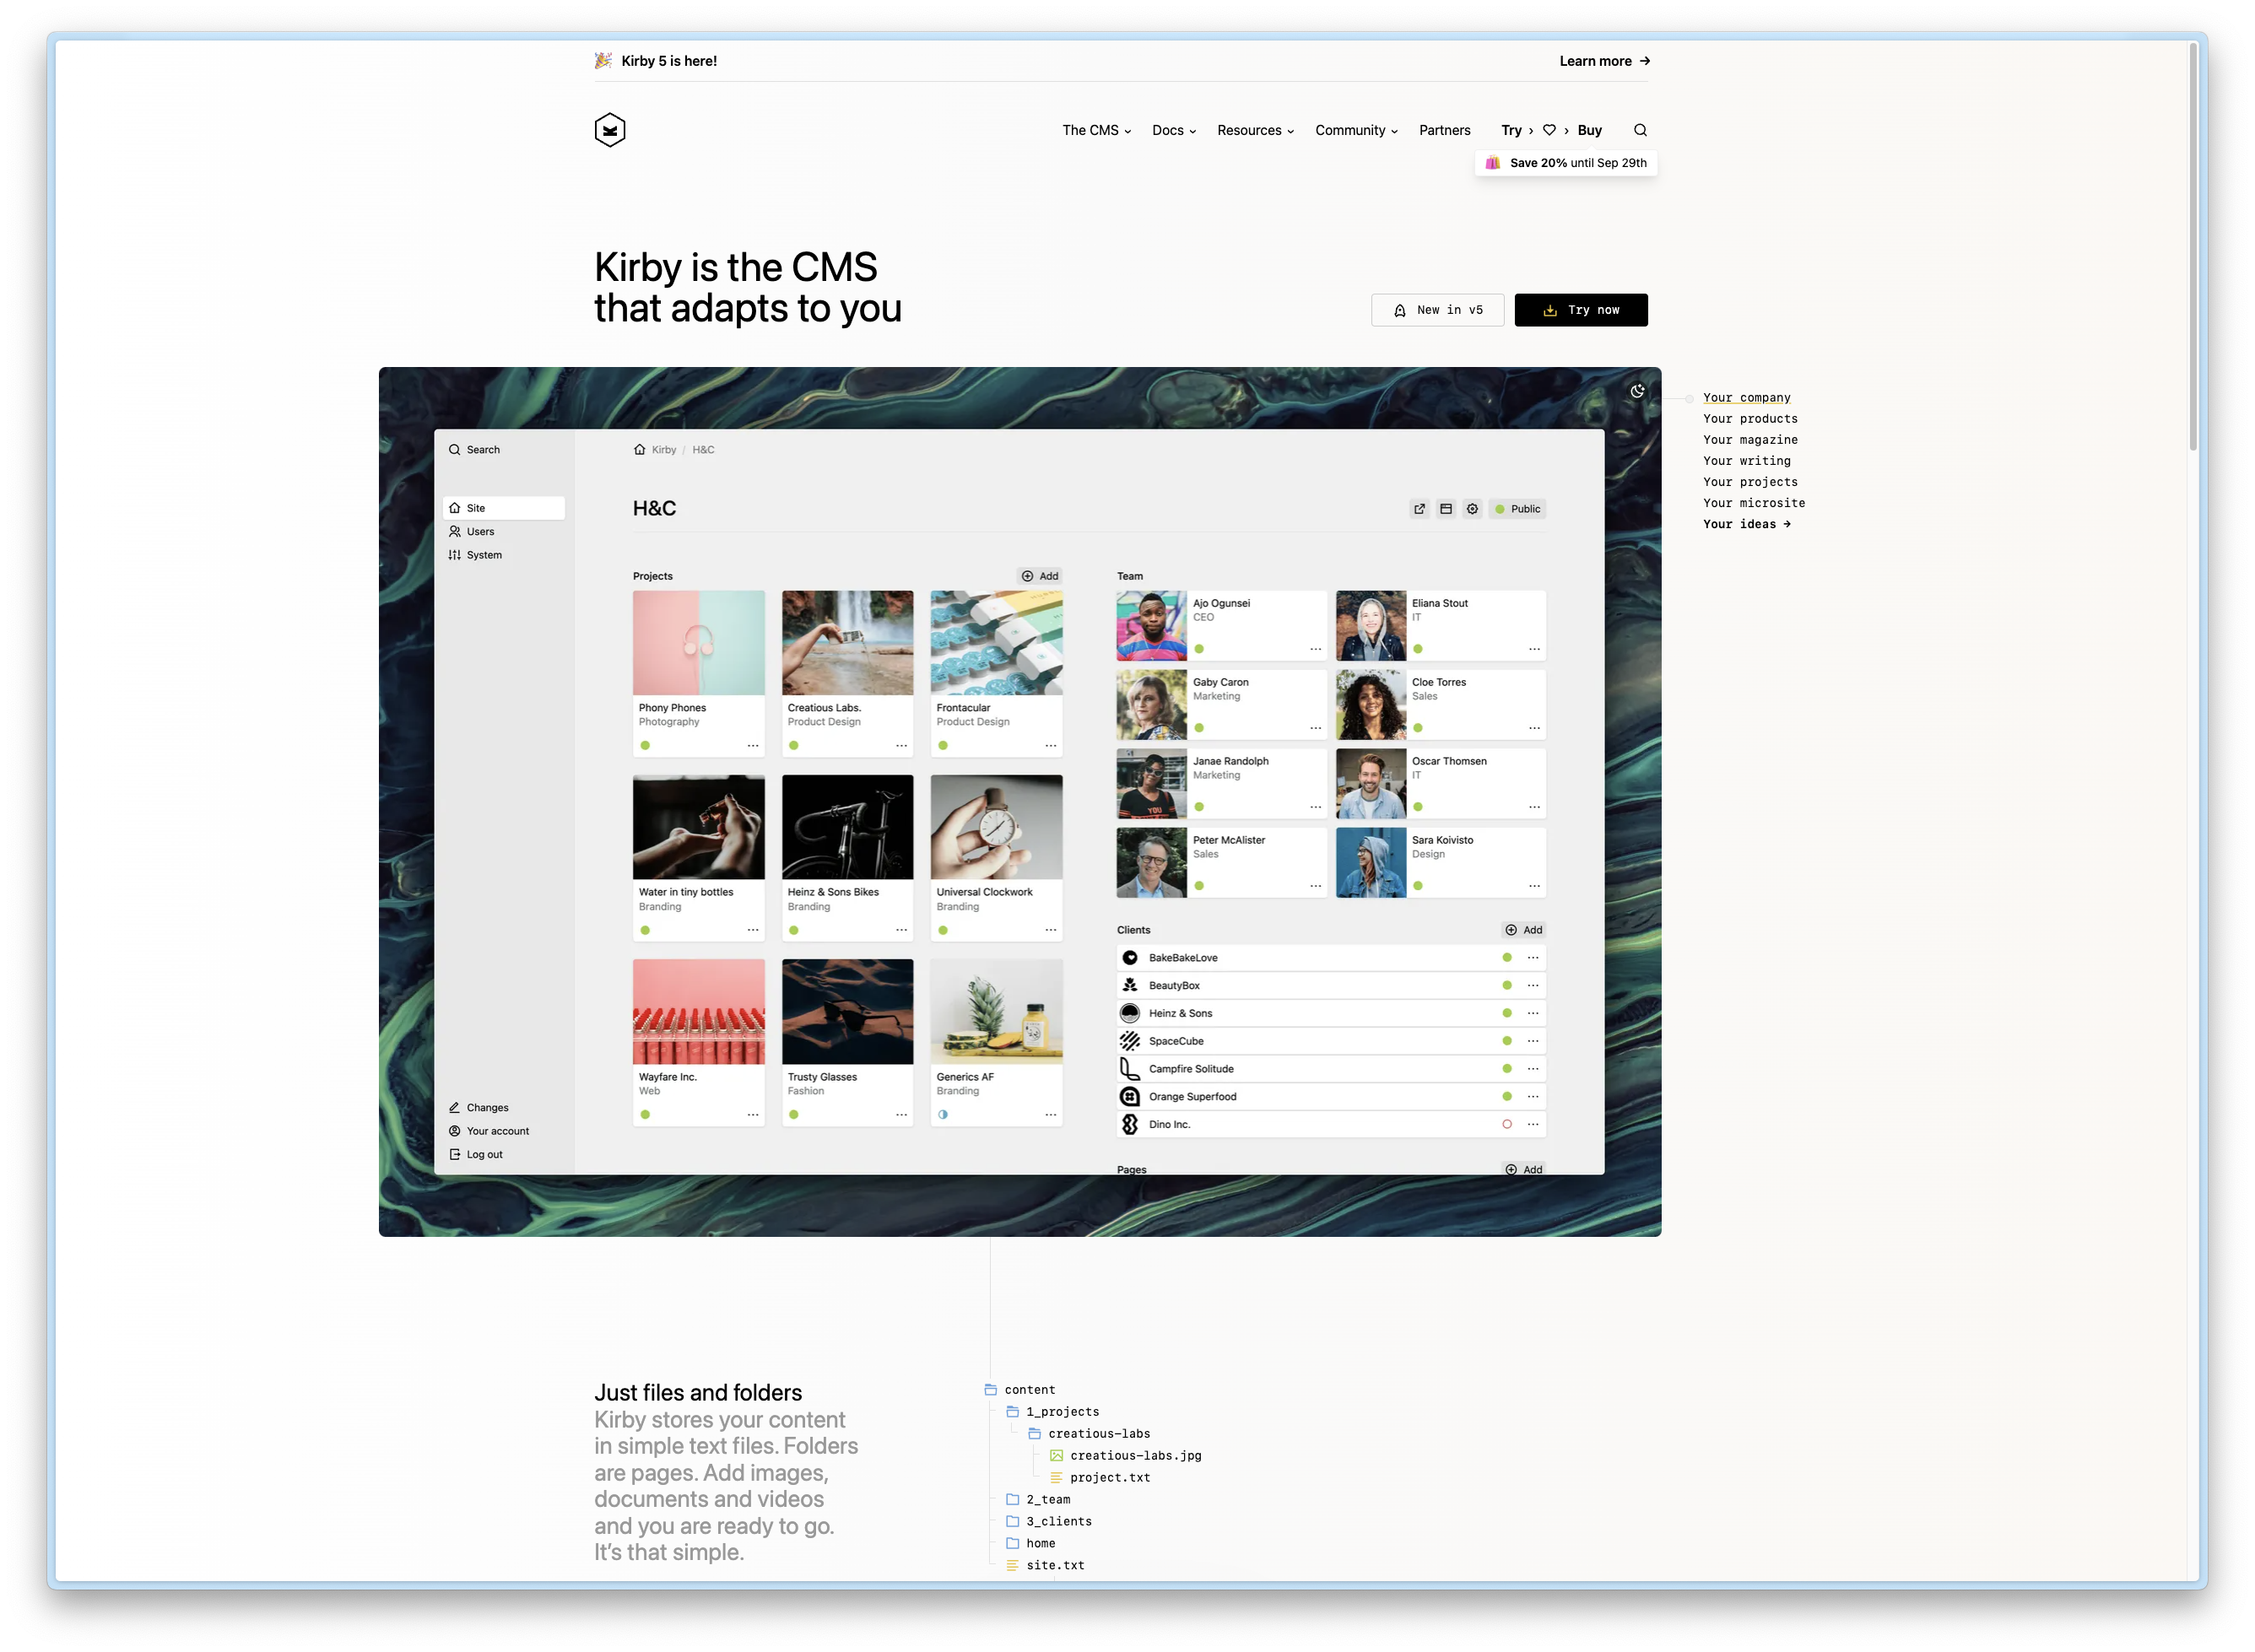 Kirby 5 is here!
Learn more →
The CMS
Docs
Resources
Community
Partners
Try › ♡ › Buy
Save 20% until Sep 29th
Kirby is the CMS
that adapts to you
New in v5
Try now
Your company
Your products
Your magazine
Your writing
Your projects
Your microsite
Your ideas →
Search
Site
Users
System
Changes
Your account
Log out
Kirby / H&C
H&C
Public
Projects
Add
Phony Phones
Photography
Creatious Labs.
Product Design
Frontacular
Product Design
Water in tiny bottles
Branding
Heinz & Sons Bikes
Branding
Universal Clockwork
Branding
Wayfare Inc.
Web
Trusty Glasses
Fashion
Generics AF
Branding
Team
Ajo Ogunsei
CEO
Eliana Stout
IT
Gaby Caron
Marketing
Cloe Torres
Sales
Janae Randolph
Marketing
YOU
Oscar Thomsen
IT
Peter McAlister
Sales
Sara Koivisto
Design
Clients
Add
BakeBakeLove
BeautyBox
Heinz & Sons
SpaceCube
Campfire Solitude
Orange Superfood
Dino Inc.
Pages
Add
Just files and folders
Kirby stores your content
in simple text files. Folders
are pages. Add images,
documents and videos
and you are ready to go.
It's that simple.
content
1_projects
creatious-labs
creatious-labs.jpg
project.txt
2_team
3_clients
home
site.txt